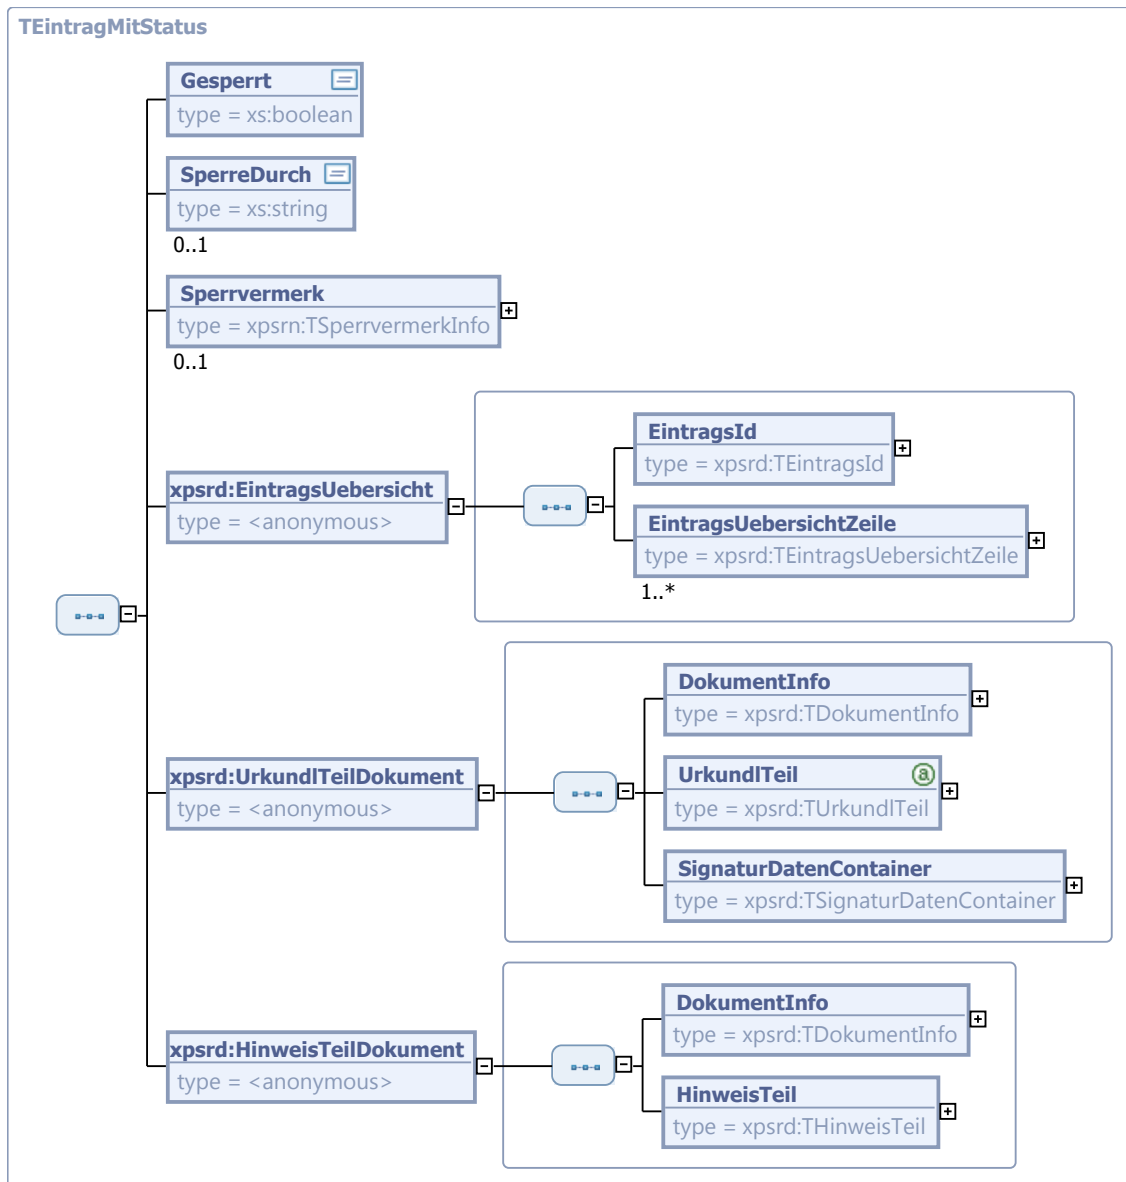 TEintragMitStatus
Gesperrt
type = xs:boolean
SperreDurch
type = xs:string
0..1
Sperrvermerk
type = xpsrn:TSperrvermerkInfo
0..1
xpsrd:EintragsUebersicht
type = <anonymous>
EintragsId
type = xpsrd:TEintragsId
EintragsUebersichtZeile
type = xpsrd:TEintragsUebersichtZeile
1..*
xpsrd:UrkundlTeilDokument
type = <anonymous>
DokumentInfo
type = xpsrd:TDokumentInfo
UrkundlTeil
type = xpsrd:TUrkundlTeil
SignaturDatenContainer
type = xpsrd:TSignaturDatenContainer
xpsrd:HinweisTeilDokument
type = <anonymous>
DokumentInfo
type = xpsrd:TDokumentInfo
HinweisTeil
type = xpsrd:THinweisTeil